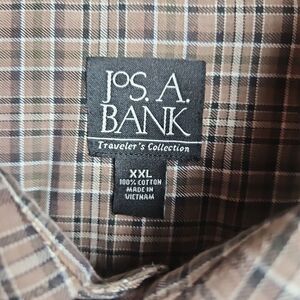 JOS. A.
BANK
Traveler's Collection
XXL
100% COTTON
MADE IN
VIETNAM